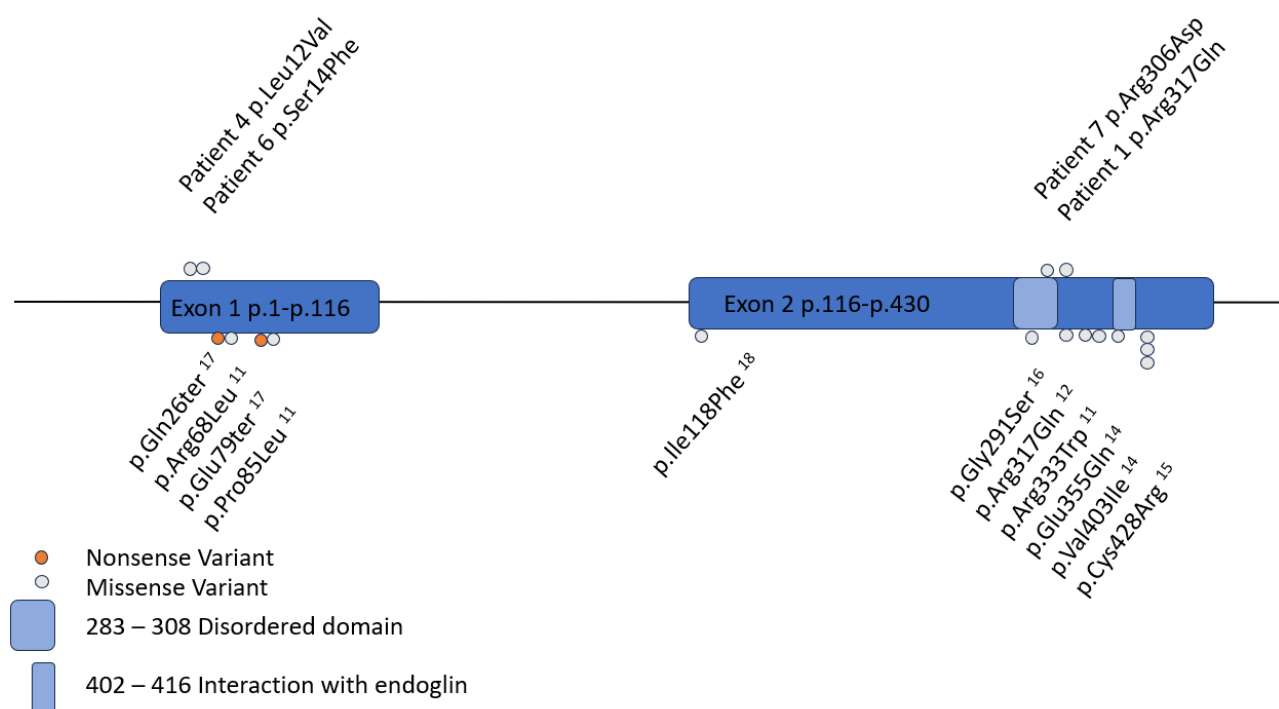 Patient 4 p.Leu12Val
Patient 6 p.Ser14Phe
Patient 7 p.Arg306Asp
Patient 1 p.Arg317Gln
Exon 1 p.1-p.116
Exon 2 p.116-p.430
p.Gln26ter 17
p.Arg68Leu 11
p.Glu79ter 17
p.Pro85Leu 11
p.Ile118Phe 18
p.Gly291Ser 16
p.Arg317Gln 12
p.Arg333Trp 11
p.Glu355Gln 14
p.Val403Ile 14
p.Cys428Arg 15
Nonsense Variant
Missense Variant
283 – 308 Disordered domain
402 – 416 Interaction with endoglin